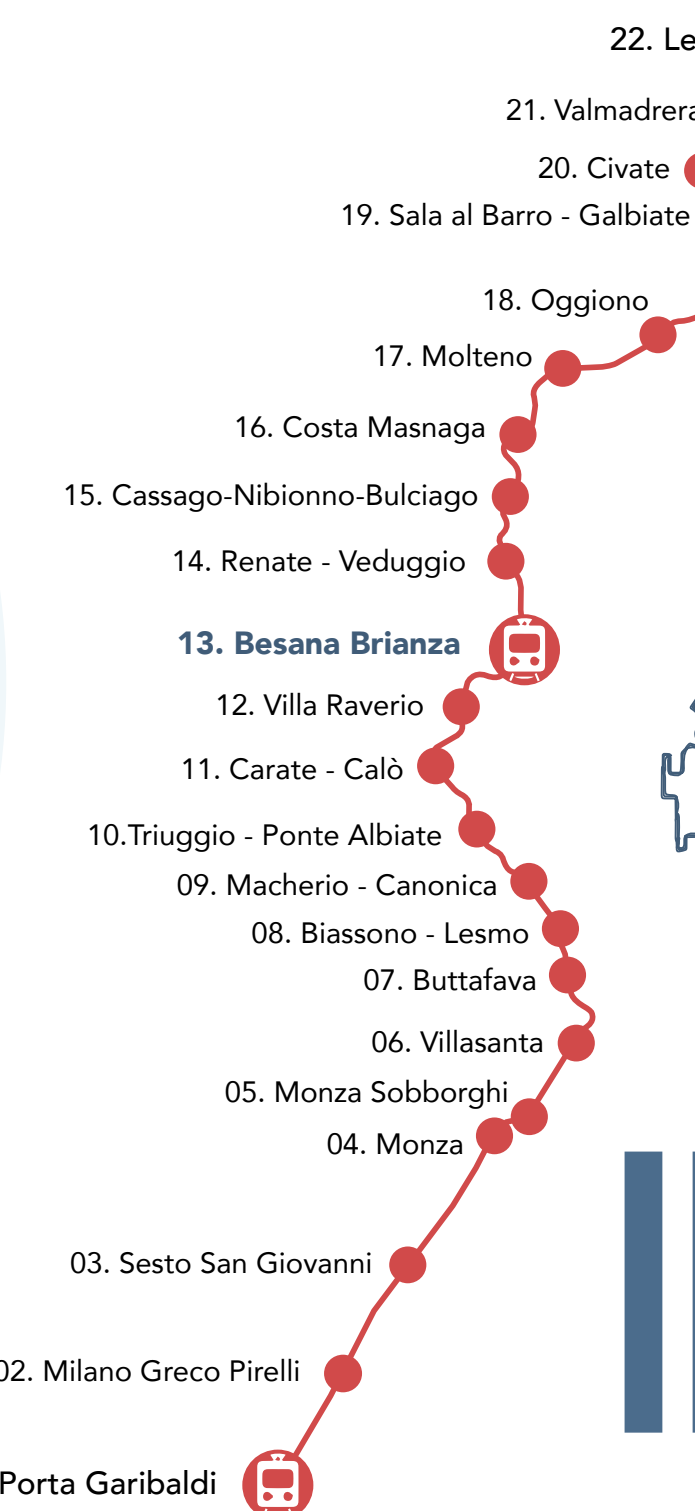 22. Le
21. Valmadrera
20. Civate
19. Sala al Barro - Galbiate
18. Oggiono
17. Molteno
16. Costa Masnaga
15. Cassago-Nibionno-Bulciago
14. Renate - Veduggio
13. Besana Brianza
12. Villa Raverio
11. Carate - Calò
10.Triuggio - Ponte Albiate
09. Macherio - Canonica
08. Biassono - Lesmo
07. Buttafava
06. Villasanta
05. Monza Sobborghi
04. Monza
03. Sesto San Giovanni
02. Milano Greco Pirelli
Porta Garibaldi